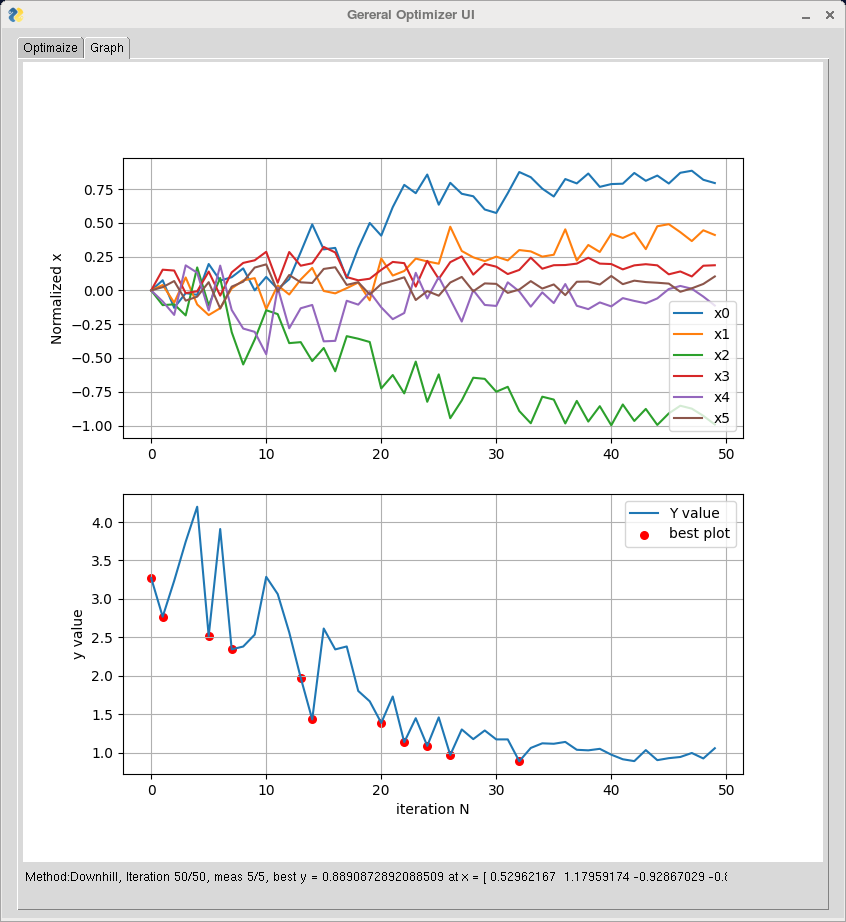 Gereral Optimizer UI
Optimaize Graph
Normalized x
0.75
0.50
0.25
0.00
−0.25
−0.50
−0.75
−1.00
0 10 20 30 40 50
x0
x1
x2
x3
x4
x5
y value
4.0
3.5
3.0
2.5
2.0
1.5
1.0
0 10 20 30 40 50
iteration N
Y value
best plot
Method:Downhill, Iteration 50/50, meas 5/5, best y = 0.8890872892088509 at x = [ 0.52962167 1.17959174 -0.92867029 -0.8